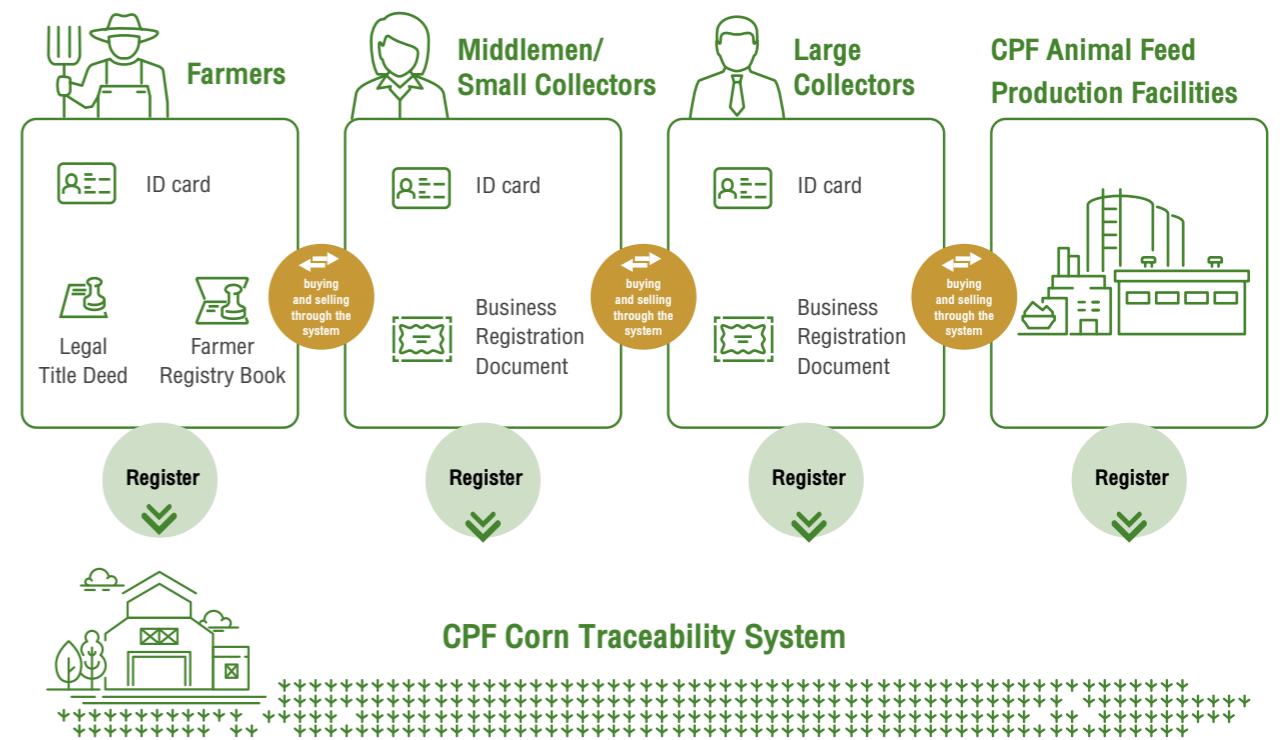 Farmers
ID card
Legal
Title Deed
Farmer
Registry Book
buying
and selling
through the
system
Middlemen/
Small Collectors
ID card
Business
Registration
Document
buying
and selling
through the
system
Large
Collectors
ID card
Business
Registration
Document
buying
and selling
through the
system
CPF Animal Feed
Production Facilities
Register
Register
Register
Register
CPF Corn Traceability System